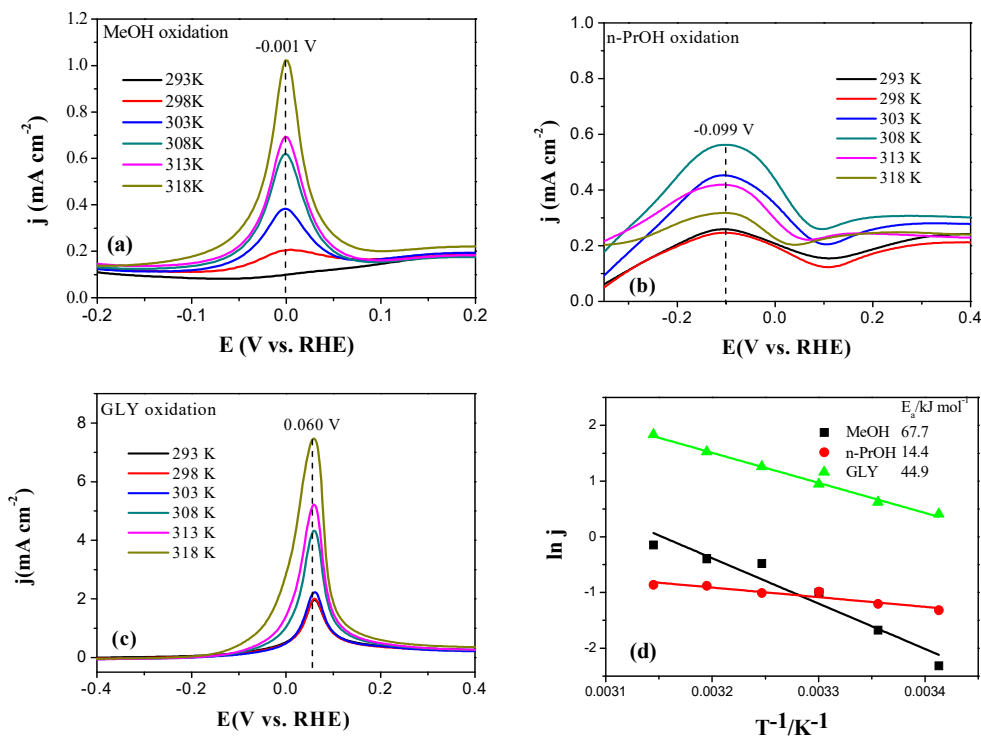 MeOH oxidation
-0.001 V
293K
298K
303K
308K
313K
318K
(a)
1.2
1.0
0.8
0.6
0.4
0.2
0.0
j (mA cm-2)
-0.2
-0.1
0.0
0.1
0.2
E (V vs. RHE)
n-PrOH oxidation
-0.099 V
293 K
298 K
303 K
308 K
313 K
318 K
(b)
1.0
0.8
0.6
0.4
0.2
0.0
j (mA cm-2)
-0.2
0.0
0.2
0.4
E(V vs. RHE)
GLY oxidation
0.060 V
293 K
298 K
303 K
308 K
313 K
318 K
(c)
8
6
4
2
0
j(mA cm-2)
-0.4
-0.2
0.0
0.2
0.4
E(V vs. RHE)
Ea/kJ mol-1
MeOH 67.7
n-PrOH 14.4
GLY 44.9
(d)
2
1
0
-1
-2
ln j
0.0031
0.0032
0.0033
0.0034
T-1/K-1